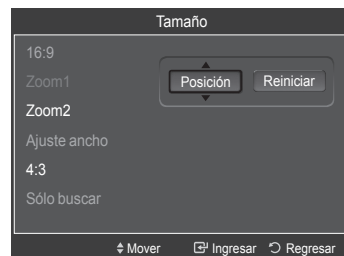 Tamaño
16:9
Zoom1
Posición Reiniciar
Zoom2
Ajuste ancho
4:3
Sólo buscar
Mover Ingresar Regresar